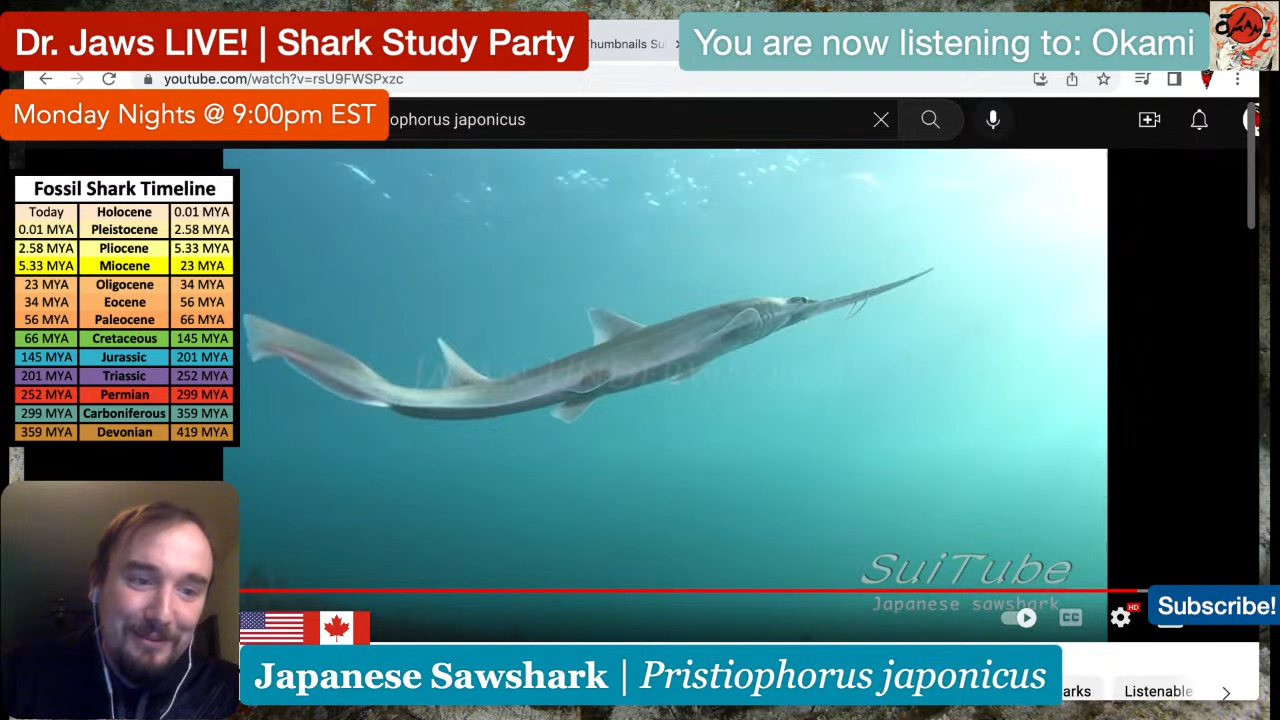 Dr. Jaws LIVE! | Shark Study Party
Thumbnails Su
You are now listening to: Okami
youtube.com/watch?v=rsU9FWSPxzc
Monday Nights @ 9:00pm EST
ophorus japonicus
Fossil Shark Timeline
Today Holocene 0.01 MYA
0.01 MYA Pleistocene 2.58 MYA
2.58 MYA Pliocene 5.33 MYA
5.33 MYA Miocene 23 MYA
23 MYA Oligocene 34 MYA
34 MYA Eocene 56 MYA
56 MYA Paleocene 66 MYA
66 MYA Cretaceous 145 MYA
145 MYA Jurassic 201 MYA
201 MYA Triassic 252 MYA
252 MYA Permian 299 MYA
299 MYA Carboniferous 359 MYA
359 MYA Devonian 419 MYA
SuiTube
Japanese sawshark
CC
HD
Subscribe!
Japanese Sawshark | Pristiophorus japonicus
arks
Listenable